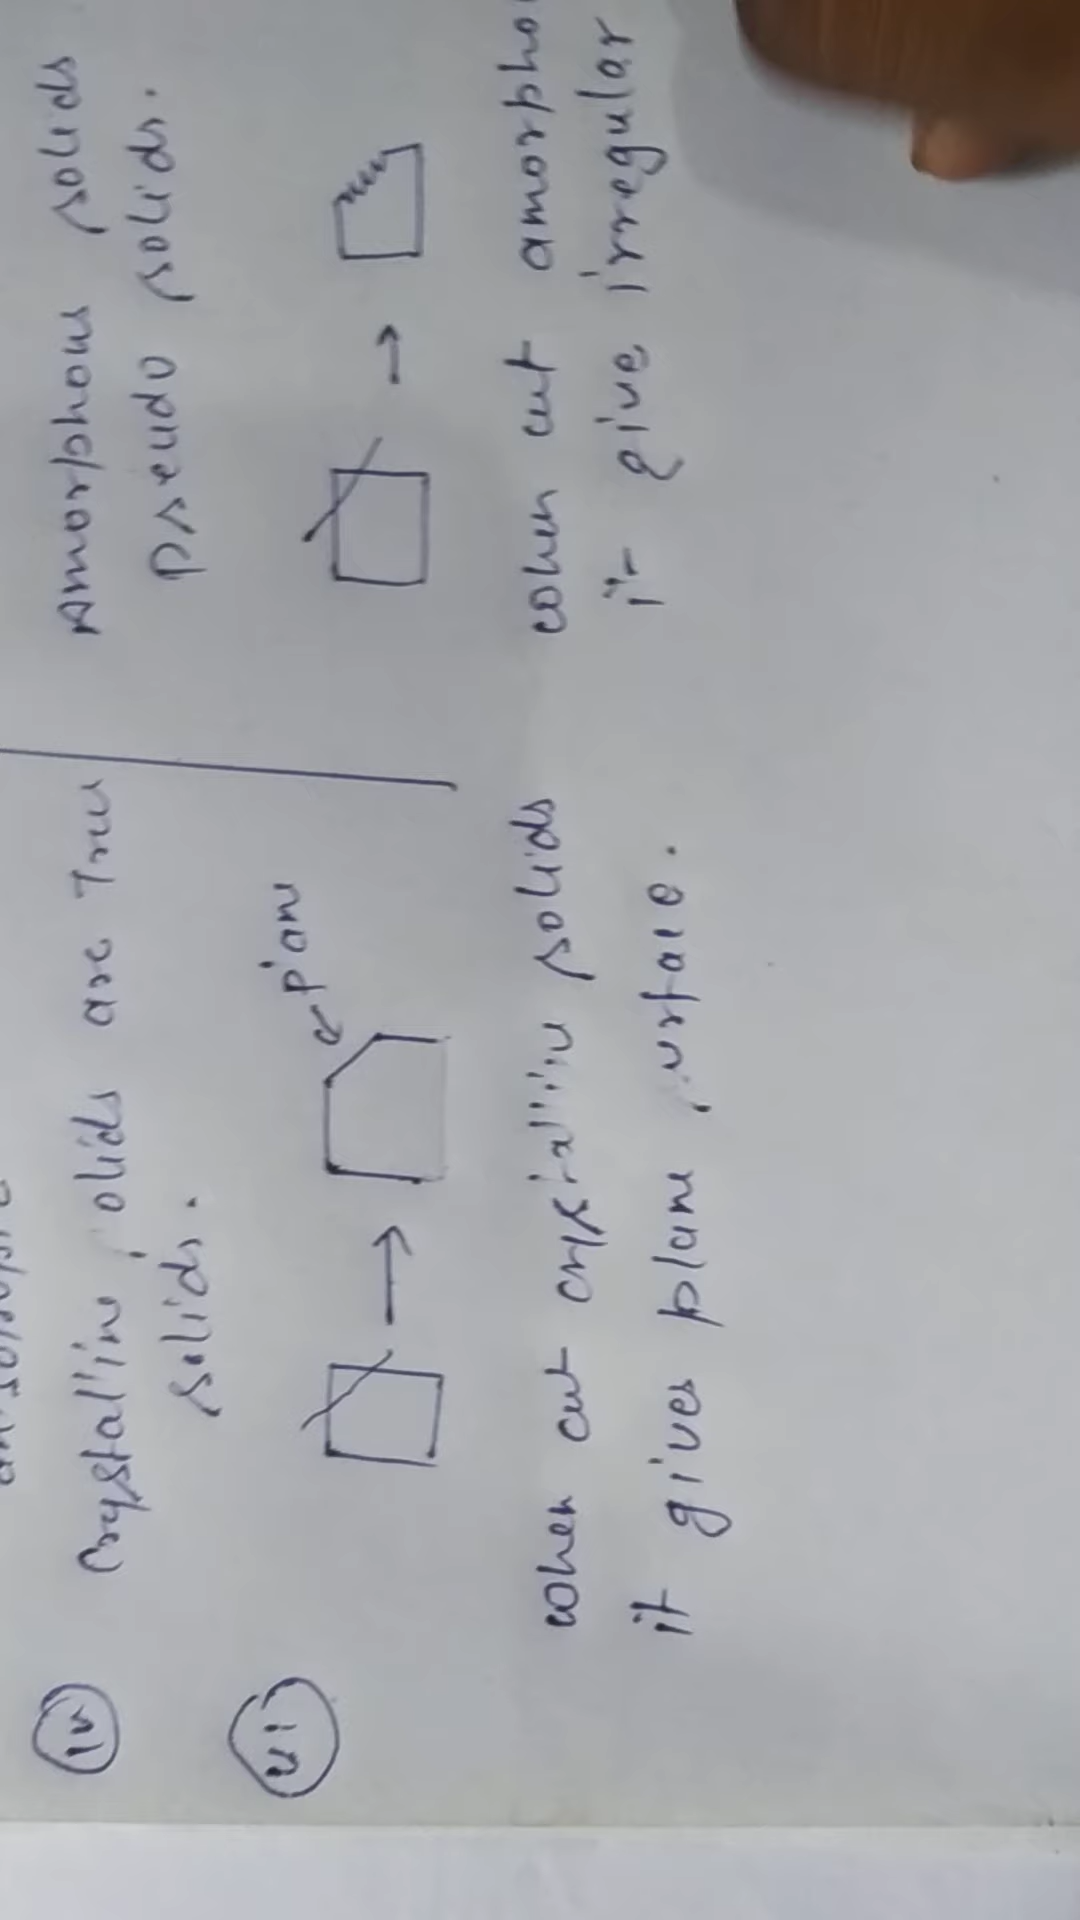 (iv) Crystalline solids are True
solids.
Amorphous solids
pseudo solids.
(vi)
plane
when cut crystalline solids
it gives plane surface.
when cut amorpho
it give irregular